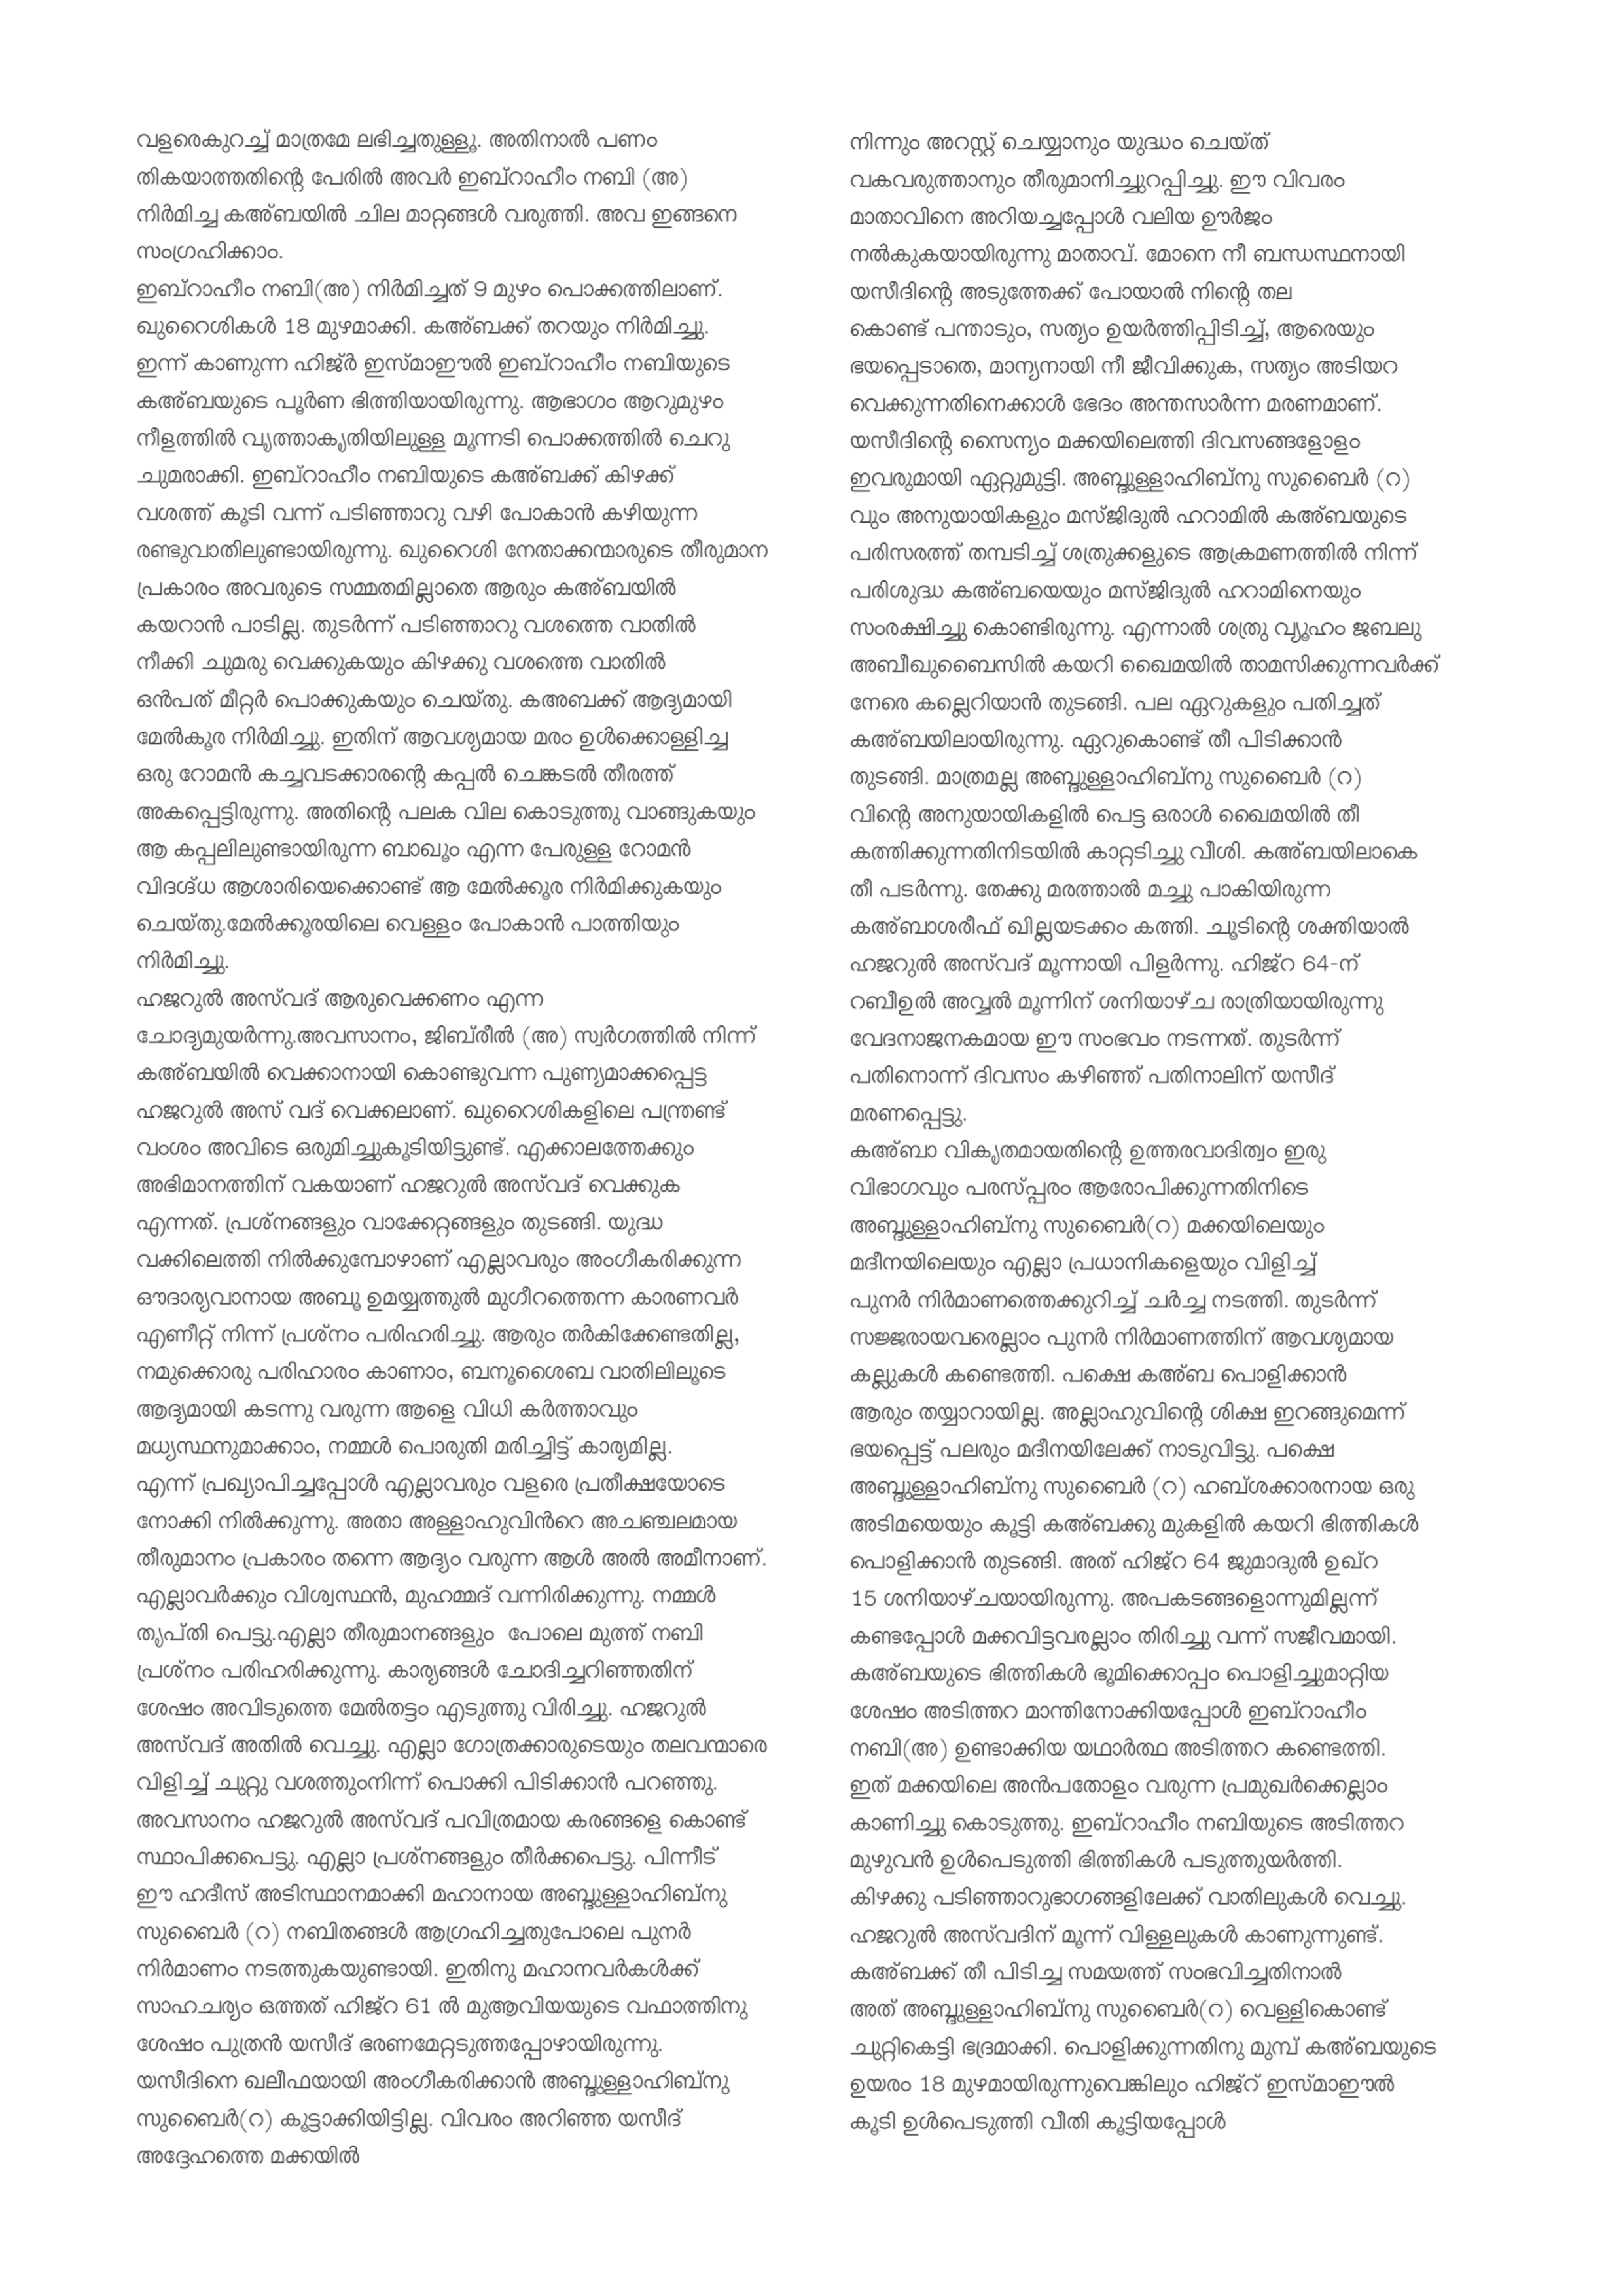 വളരെകുറച്ച് മാത്രമേ ലഭിച്ചതുള്ളൂ. അതിനാൽ പണം
തികയാത്തതിന്റെ പേരിൽ അവർ ഇബ്റാഹീം നബി (അ)
നിർമിച്ച കഅ്ബയിൽ ചില മാറ്റങ്ങൾ വരുത്തി. അവ ഇങ്ങനെ
സംഗ്രഹിക്കാം.
ഇബ്റാഹീം നബി(അ) നിർമിച്ചത് 9 മുഴം പൊക്കത്തിലാണ്.
ഖുറൈശികൾ 18 മുഴമാക്കി. കഅ്ബക്ക് തറയും നിർമിച്ചു.
ഇന്ന് കാണുന്ന ഹിജ്ർ ഇസ്മാഈൽ ഇബ്റാഹീം നബിയുടെ
കഅ്ബയുടെ പൂർണ ഭിത്തിയായിരുന്നു. ആഭാഗം ആറുമുഴം
നീളത്തിൽ വൃത്താകൃതിയിലുള്ള മൂന്നടി പൊക്കത്തിൽ ചെറു
ചുമരാക്കി. ഇബ്റാഹീം നബിയുടെ കഅ്ബക്ക് കിഴക്ക്
വശത്ത് കൂടി വന്ന് പടിഞ്ഞാറു വഴി പോകാൻ കഴിയുന്ന
രണ്ടുവാതിലുണ്ടായിരുന്നു. ഖുറൈശി നേതാക്കന്മാരുടെ തീരുമാന
പ്രകാരം അവരുടെ സമ്മതമില്ലാതെ ആരും കഅ്ബയിൽ
കയറാൻ പാടില്ല. തുടർന്ന് പടിഞ്ഞാറു വശത്തെ വാതിൽ
നീക്കി ചുമരു വെക്കുകയും കിഴക്കു വശത്തെ വാതിൽ
ഒൻപത് മീറ്റർ പൊക്കുകയും ചെയ്തു. കഅബക്ക് ആദ്യമായി
മേൽകൂര നിർമിച്ചു. ഇതിന് ആവശ്യമായ മരം ഉൾക്കൊള്ളിച്ച
ഒരു റോമൻ കച്ചവടക്കാരന്റെ കപ്പൽ ചെങ്കടൽ തീരത്ത്
അകപ്പെട്ടിരുന്നു. അതിന്റെ പലക വില കൊടുത്തു വാങ്ങുകയും
ആ കപ്പലിലുണ്ടായിരുന്ന ബാഖൂം എന്ന പേരുള്ള റോമൻ
വിദഗ്ദ്ധ ആശാരിയെക്കൊണ്ട് ആ മേൽക്കൂര നിർമിക്കുകയും
ചെയ്തു.മേൽക്കൂരയിലെ വെള്ളം പോകാൻ പാത്തിയും
നിർമിച്ചു.
ഹജറുൽ അസ്‌വദ് ആരുവെക്കണം എന്ന
ചോദ്യമുയർന്നു.അവസാനം, ജിബ്‌രീൽ (അ) സ്വർഗത്തിൽ നിന്ന്
കഅ്ബയിൽ വെക്കാനായി കൊണ്ടുവന്ന പുണ്യമാക്കപ്പെട്ട
ഹജറുൽ അസ് വദ് വെക്കലാണ്. ഖുറൈശികളിലെ പന്ത്രണ്ട്
വംശം അവിടെ ഒരുമിച്ചുകൂടിയിട്ടുണ്ട്. എക്കാലത്തേക്കും
അഭിമാനത്തിന് വകയാണ് ഹജറുൽ അസ്‌വദ് വെക്കുക
എന്നത്. പ്രശ്നങ്ങളും വാക്കേറ്റങ്ങളും തുടങ്ങി. യുദ്ധ
വക്കിലെത്തി നിൽക്കുമ്പോഴാണ് എല്ലാവരും അംഗീകരിക്കുന്ന
ഔദാര്യവാനായ അബൂ ഉമയ്യത്തുൽ മുഗീറത്തെന്ന കാരണവർ
എണീറ്റ് നിന്ന് പ്രശ്നം പരിഹരിച്ചു. ആരും തർകിക്കേണ്ടതില്ല,
നമുക്കൊരു പരിഹാരം കാണാം, ബനൂശൈബ വാതിലിലൂടെ
ആദ്യമായി കടന്നു വരുന്ന ആളെ വിധി കർത്താവും
മധ്യസ്ഥനുമാക്കാം, നമ്മൾ പൊരുതി മരിച്ചിട്ട് കാര്യമില്ല.
എന്ന് പ്രഖ്യാപിച്ചപ്പോൾ എല്ലാവരും വളരെ പ്രതീക്ഷയോടെ
നോക്കി നിൽക്കുന്നു. അതാ അള്ളാഹുവിൻറെ അചഞ്ചലമായ
തീരുമാനം പ്രകാരം തന്നെ ആദ്യം വരുന്ന ആൾ അൽ അമീനാണ്.
എല്ലാവർക്കും വിശ്വസ്ഥൻ, മുഹമ്മദ് വന്നിരിക്കുന്നു. നമ്മൾ
തൃപ്തി പെട്ടു.എല്ലാ തീരുമാനങ്ങളും  പോലെ മുത്ത് നബി
പ്രശ്നം പരിഹരിക്കുന്നു. കാര്യങ്ങൾ ചോദിച്ചറിഞ്ഞതിന്
ശേഷം അവിടുത്തെ മേൽതട്ടം എടുത്തു വിരിച്ചു. ഹജറുൽ
അസ്‌വദ് അതിൽ വെച്ചു. എല്ലാ ഗോത്രക്കാരുടെയും തലവന്മാരെ
വിളിച്ച് ചുറ്റു വശത്തുംനിന്ന് പൊക്കി പിടിക്കാൻ പറഞ്ഞു.
അവസാനം ഹജറുൽ അസ്‌വദ് പവിത്രമായ കരങ്ങളെ കൊണ്ട്
സ്ഥാപിക്കപെട്ടു. എല്ലാ പ്രശ്നങ്ങളും തീർക്കപെട്ടു. പിന്നീട്
ഈ ഹദീസ് അടിസ്ഥാനമാക്കി മഹാനായ അബ്ദുള്ളാഹിബ്നു
സുബൈർ (റ) നബിതങ്ങൾ ആഗ്രഹിച്ചതുപോലെ പുനർ
നിർമാണം നടത്തുകയുണ്ടായി. ഇതിനു മഹാനവർകൾക്ക്
സാഹചര്യം ഒത്തത് ഹിജ്റ 61 ൽ മുആവിയയുടെ വഫാത്തിനു
ശേഷം പുത്രൻ യസീദ് ഭരണമേറ്റടുത്തപ്പോഴായിരുന്നു.
യസീദിനെ ഖലീഫയായി അംഗീകരിക്കാൻ അബ്ദുള്ളാഹിബ്നു
സുബൈർ(റ) കൂട്ടാക്കിയിട്ടില്ല. വിവരം അറിഞ്ഞ യസീദ്
അദ്ദേഹത്തെ മക്കയിൽ
നിന്നും അറസ്റ്റ് ചെയ്യാനും യുദ്ധം ചെയ്ത്
വകവരുത്താനും തീരുമാനിച്ചുറപ്പിച്ചു. ഈ വിവരം
മാതാവിനെ അറിയച്ചപ്പോൾ വലിയ ഊർജം
നൽകുകയായിരുന്നു മാതാവ്. മോനെ നീ ബന്ധസ്ഥനായി
യസീദിന്റെ അടുത്തേക്ക് പോയാൽ നിന്റെ തല
കൊണ്ട് പന്താടും, സത്യം ഉയർത്തിപ്പിടിച്ച്, ആരെയും
ഭയപ്പെടാതെ, മാന്യനായി നീ ജീവിക്കുക, സത്യം അടിയറ
വെക്കുന്നതിനെക്കാൾ ഭേദം അന്തസാർന്ന മരണമാണ്.
യസീദിന്റെ സൈന്യം മക്കയിലെത്തി ദിവസങ്ങളോളം
ഇവരുമായി ഏറ്റുമുട്ടി. അബ്ദുള്ളാഹിബ്നു സുബൈർ (റ)
വും അനുയായികളും മസ്ജിദുൽ ഹറാമിൽ കഅ്ബയുടെ
പരിസരത്ത് തമ്പടിച്ച് ശത്രുക്കളുടെ ആക്രമണത്തിൽ നിന്ന്
പരിശുദ്ധ കഅ്ബയെയും മസ്ജിദുൽ ഹറാമിനെയും
സംരക്ഷിച്ചു കൊണ്ടിരുന്നു. എന്നാൽ ശത്രു വ്യൂഹം ജബലു
അബീഖുബൈസിൽ കയറി ഖൈമയിൽ താമസിക്കുന്നവർക്ക്
നേരെ കല്ലെറിയാൻ തുടങ്ങി. പല ഏറുകളും പതിച്ചത്
കഅ്ബയിലായിരുന്നു. ഏറുകൊണ്ട് തീ പിടിക്കാൻ
തുടങ്ങി. മാത്രമല്ല അബ്ദുള്ളാഹിബ്നു സുബൈർ (റ)
വിന്റെ അനുയായികളിൽ പെട്ട ഒരാൾ ഖൈമയിൽ തീ
കത്തിക്കുന്നതിനിടയിൽ കാറ്റടിച്ചു വീശി. കഅ്ബയിലാകെ
തീ പടർന്നു. തേക്കു മരത്താൽ മച്ചു പാകിയിരുന്ന
കഅ്ബാശരീഫ് ഖില്ലയടക്കം കത്തി. ചൂടിന്റെ ശക്തിയാൽ
ഹജറുൽ അസ്‌വദ് മൂന്നായി പിളർന്നു. ഹിജ്റ 64-ന്
റബീഉൽ അവ്വൽ മൂന്നിന് ശനിയാഴ്ച രാത്രിയായിരുന്നു
വേദനാജനകമായ ഈ സംഭവം നടന്നത്. തുടർന്ന്
പതിനൊന്ന് ദിവസം കഴിഞ്ഞ് പതിനാലിന് യസീദ്
മരണപ്പെട്ടു.
കഅ്ബാ വികൃതമായതിന്റെ ഉത്തരവാദിത്വം ഇരു
വിഭാഗവും പരസ്പ്പരം ആരോപിക്കുന്നതിനിടെ
അബ്ദുള്ളാഹിബ്നു സുബൈർ(റ) മക്കയിലെയും
മദീനയിലെയും എല്ലാ പ്രധാനികളെയും വിളിച്ച്
പുനർ നിർമാണത്തെക്കുറിച്ച് ചർച്ച നടത്തി. തുടർന്ന്
സജ്ജരായവരെല്ലാം പുനർ നിർമാണത്തിന് ആവശ്യമായ
കല്ലുകൾ കണ്ടെത്തി. പക്ഷെ കഅ്ബ പൊളിക്കാൻ
ആരും തയ്യാറായില്ല. അല്ലാഹുവിന്റെ ശിക്ഷ ഇറങ്ങുമെന്ന്
ഭയപ്പെട്ട് പലരും മദീനയിലേക്ക് നാടുവിട്ടു. പക്ഷെ
അബ്ദുള്ളാഹിബ്നു സുബൈർ (റ) ഹബ്ശക്കാരനായ ഒരു
അടിമയെയും കൂട്ടി കഅ്ബക്കു മുകളിൽ കയറി ഭിത്തികൾ
പൊളിക്കാൻ തുടങ്ങി. അത് ഹിജ്റ 64 ജുമാദുൽ ഉഖ്റ
15 ശനിയാഴ്ചയായിരുന്നു. അപകടങ്ങളൊന്നുമില്ലന്ന്
കണ്ടപ്പോൾ മക്കവിട്ടവരല്ലാം തിരിച്ചു വന്ന് സജീവമായി.
കഅ്ബയുടെ ഭിത്തികൾ ഭൂമിക്കൊപ്പം പൊളിച്ചുമാറ്റിയ
ശേഷം അടിത്തറ മാന്തിനോക്കിയപ്പോൾ ഇബ്റാഹീം
നബി(അ) ഉണ്ടാക്കിയ യഥാർത്ഥ അടിത്തറ കണ്ടെത്തി.
ഇത് മക്കയിലെ അൻപതോളം വരുന്ന പ്രമുഖർക്കെല്ലാം
കാണിച്ചു കൊടുത്തു. ഇബ്റാഹീം നബിയുടെ അടിത്തറ
മുഴുവൻ ഉൾപെടുത്തി ഭിത്തികൾ പടുത്തുയർത്തി.
കിഴക്കു പടിഞ്ഞാറുഭാഗങ്ങളിലേക്ക് വാതിലുകൾ വെച്ചു.
ഹജറുൽ അസ്‌വദിന് മൂന്ന് വിള്ളലുകൾ കാണുന്നുണ്ട്.
കഅ്ബക്ക് തീ പിടിച്ച സമയത്ത് സംഭവിച്ചതിനാൽ
അത് അബ്ദുള്ളാഹിബ്നു സുബൈർ(റ) വെള്ളികൊണ്ട്
ചുറ്റികെട്ടി ഭദ്രമാക്കി. പൊളിക്കുന്നതിനു മുമ്പ് കഅ്ബയുടെ
ഉയരം 18 മുഴമായിരുന്നുവെങ്കിലും ഹിജ്റ് ഇസ്മാഈൽ
കൂടി ഉൾപെടുത്തി വീതി കൂട്ടിയപ്പോൾ